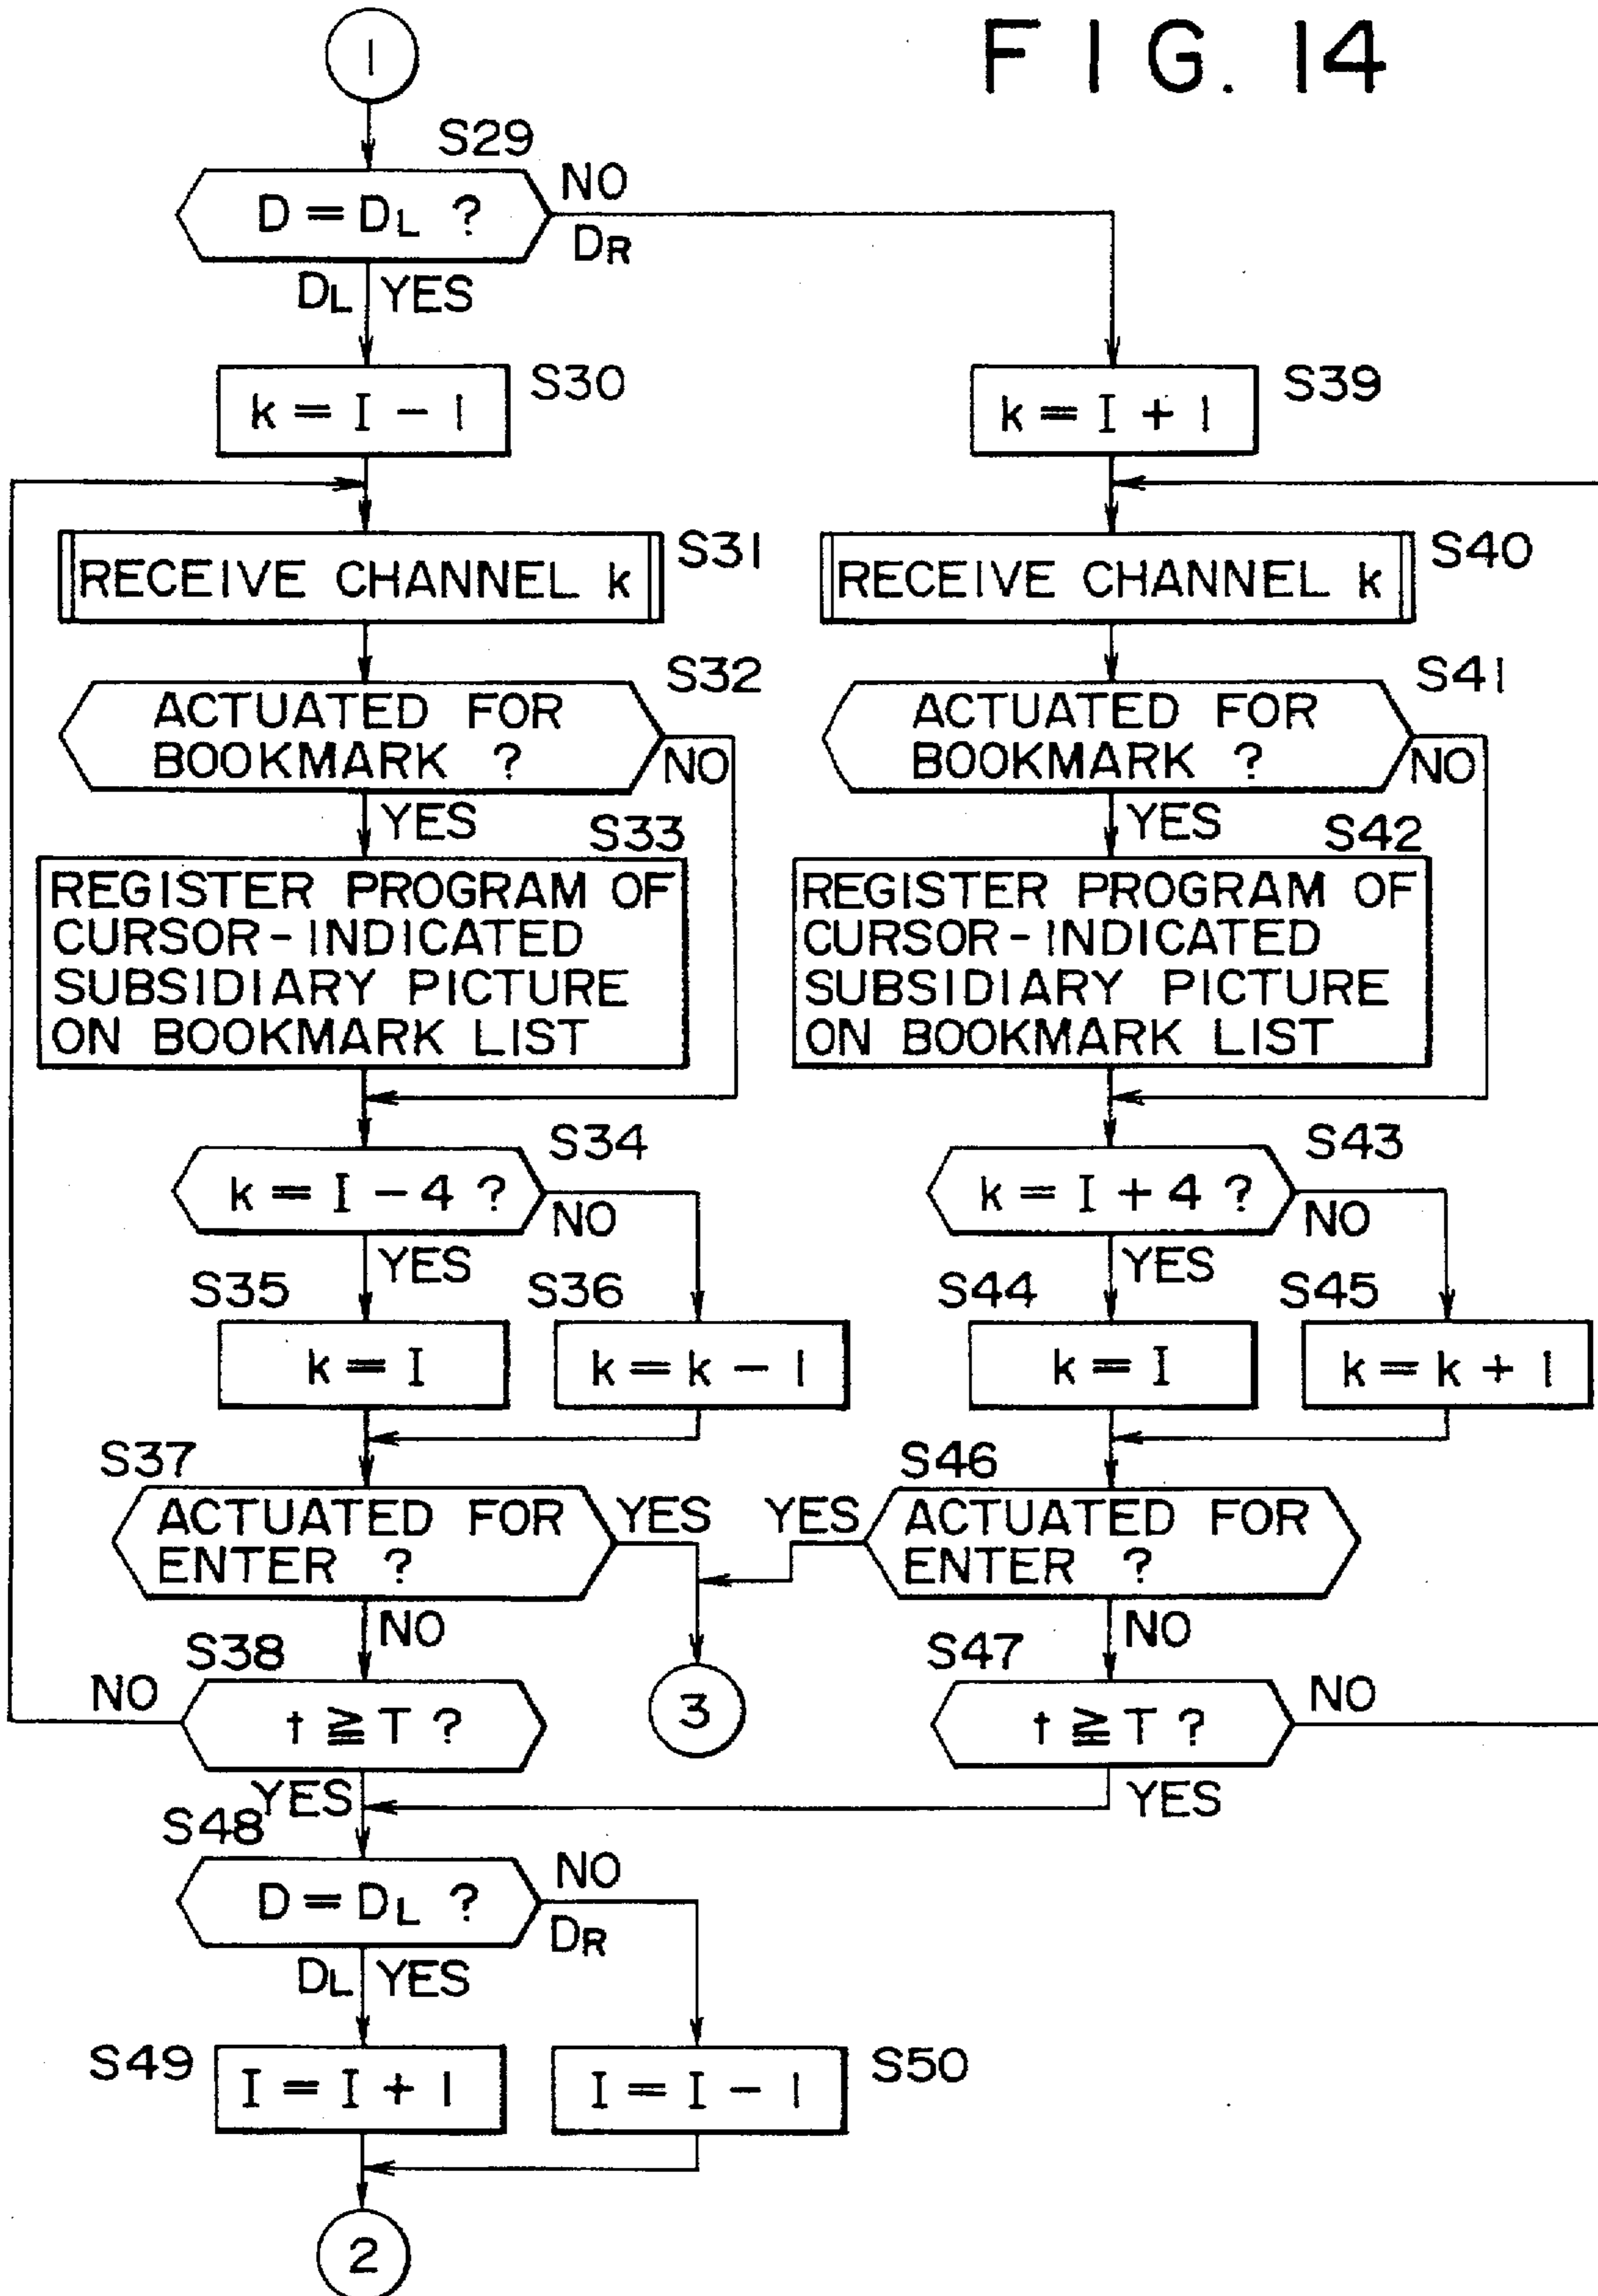 FIG. 14
1
S29
D = DL ?
NO
DR
DL YES
S30
k = I - 1
S39
k = I + 1
S31
RECEIVE CHANNEL k
S40
RECEIVE CHANNEL k
S32
ACTUATED FOR
BOOKMARK ?
NO
YES
S41
ACTUATED FOR
BOOKMARK ?
NO
YES
S33
REGISTER PROGRAM OF
CURSOR-INDICATED
SUBSIDIARY PICTURE
ON BOOKMARK LIST
S42
REGISTER PROGRAM OF
CURSOR-INDICATED
SUBSIDIARY PICTURE
ON BOOKMARK LIST
S34
k = I - 4 ?
NO
YES
S43
k = I + 4 ?
NO
YES
S35
k = I
S36
k = k - 1
S44
k = I
S45
k = k + 1
S37
ACTUATED FOR
ENTER ?
YES
NO
S46
YES
ACTUATED FOR
ENTER ?
NO
S38
NO
t ≧ T ?
YES
3
S47
t ≧ T ?
NO
YES
S48
D = DL ?
NO
DR
DL YES
S49
I = I + 1
I = I - 1
S50
2